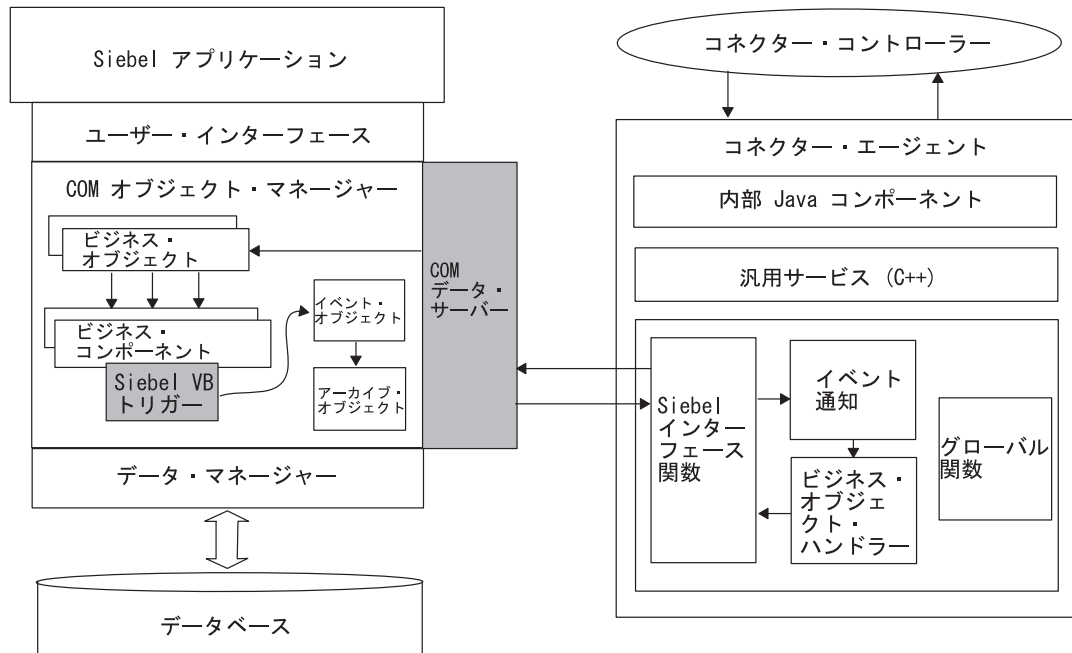 Siebel アプリケーション
ユーザー・インターフェース
COM オブジェクト・マネージャー
ビジネス・
オブジェクト
ビジネス・
コンポーネント
Siebel VB
トリガー
イベント・
オブジェクト
アーカイブ・
オブジェクト
COM
データ・
サーバー
データ・マネージャー
データベース
コネクター・コントローラー
コネクター・エージェント
内部 Java コンポーネント
汎用サービス (C++)
Siebel
インター
フェース
関数
イベント
通知
ビジネス・
オブジェ
クト・
ハンドラー
グローバル
関数